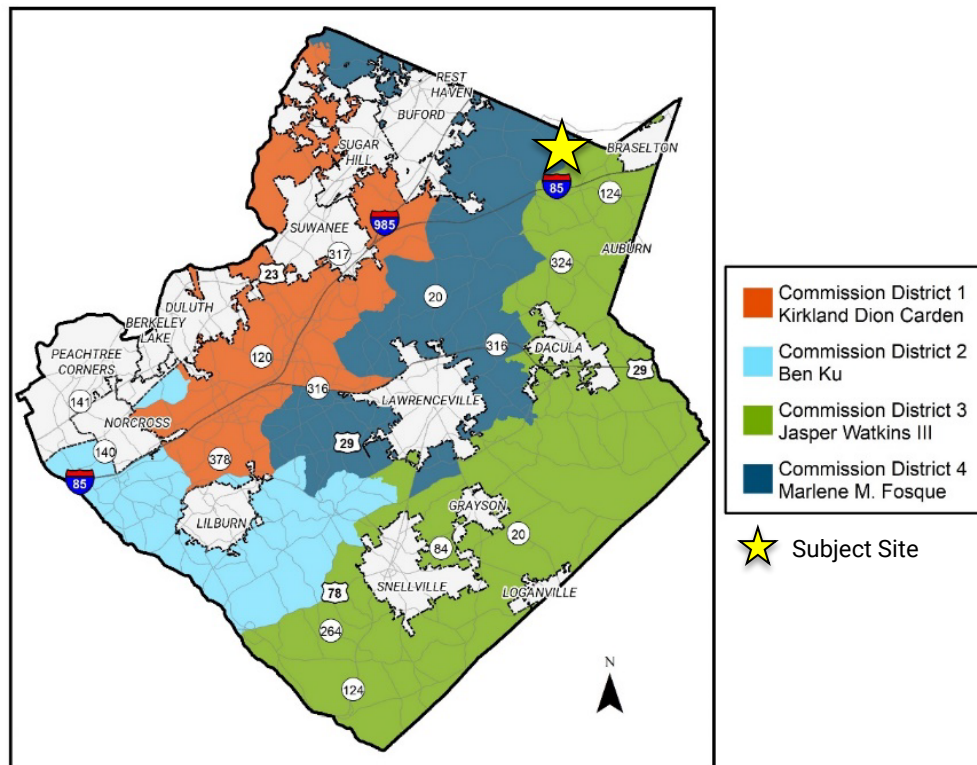 REST
HAVEN
BUFORD
BRASELTON
SUGAR
HILL
85
124
SUWANEE
985
317
AUBURN
324
23
20
DULUTH
BERKELEY
LAKE
316
DACULA
PEACHTREE
CORNERS
120
29
316
141
LAWRENCEVILLE
NORCROSS
29
140
378
85
GRAYSON
LILBURN
84
20
SNELLVILLE
LOGANVILLE
78
264
124
N
Commission District 1
Kirkland Dion Carden
Commission District 2
Ben Ku
Commission District 3
Jasper Watkins III
Commission District 4
Marlene M. Fosque
Subject Site